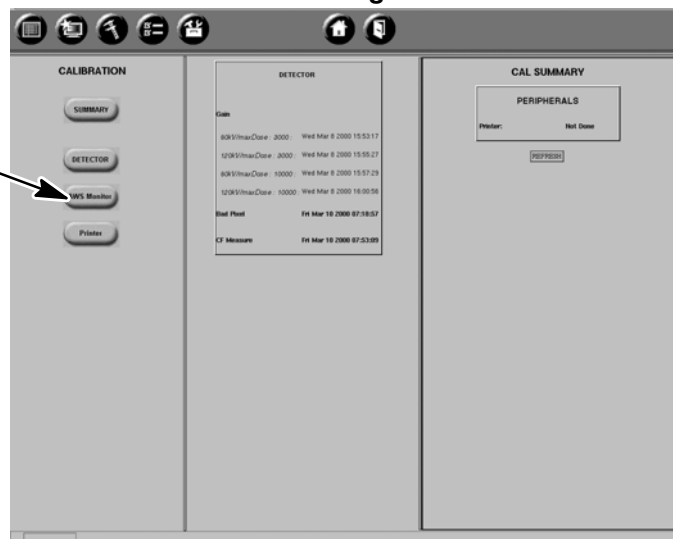 CALIBRATION
SUMMARY
DETECTOR
AWS Monitor
Printer
DETECTOR
Gain
80kV/maxDose : 3000 : Wed Mar 8 2000 15:53:17
120kV/maxDose : 3000 : Wed Mar 8 2000 15:55:27
80kV/maxDose : 10000 : Wed Mar 8 2000 15:57:29
120kV/maxDose : 10000 : Wed Mar 8 2000 16:00:56
Bad Pixel Fri Mar 10 2000 07:18:57
CF Measure Fri Mar 10 2000 07:53:09
CAL SUMMARY
PERIPHERALS
Printer: Not Done
REFRESH